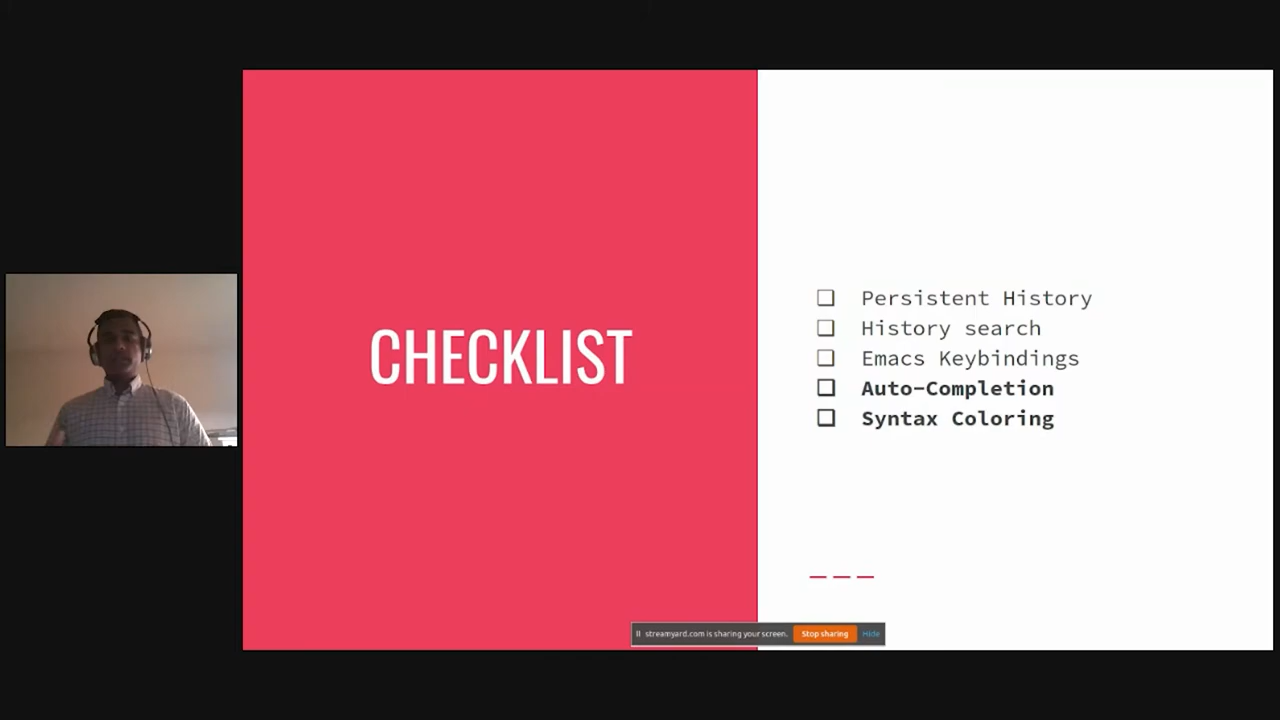 CHECKLIST
❏ Persistent History
❏ History search
❏ Emacs Keybindings
❏ Auto-Completion
❏ Syntax Coloring
streamyard.com is sharing your screen. Stop sharing Hide